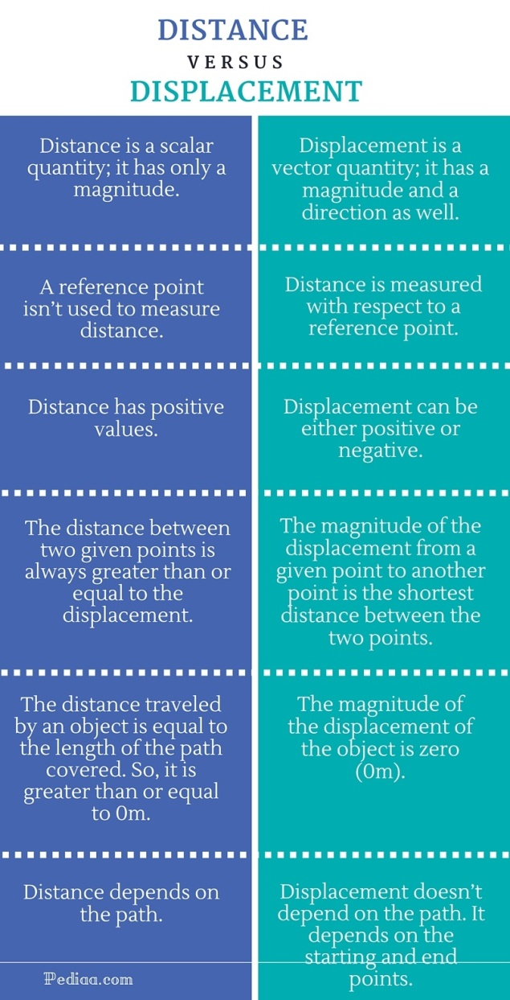 DISTANCE
VERSUS
DISPLACEMENT
Distance is a scalar
quantity; it has only a
magnitude.
Displacement is a
vector quantity; it has a
magnitude and a
direction as well.
A reference point
isn’t used to measure
distance.
Distance is measured
with respect to a
reference point.
Distance has positive
values.
Displacement can be
either positive or
negative.
The distance between
two given points is
always greater than or
equal to the
displacement.
The magnitude of the
displacement from a
given point to another
point is the shortest
distance between the
two points.
The distance traveled
by an object is equal to
the length of the path
covered. So, it is
greater than or equal
to 0m.
The magnitude of
the displacement of
the object is zero
(0m).
Distance depends on
the path.
Displacement doesn’t
depend on the path. It
depends on the
starting and end
points.
Pediaa.com